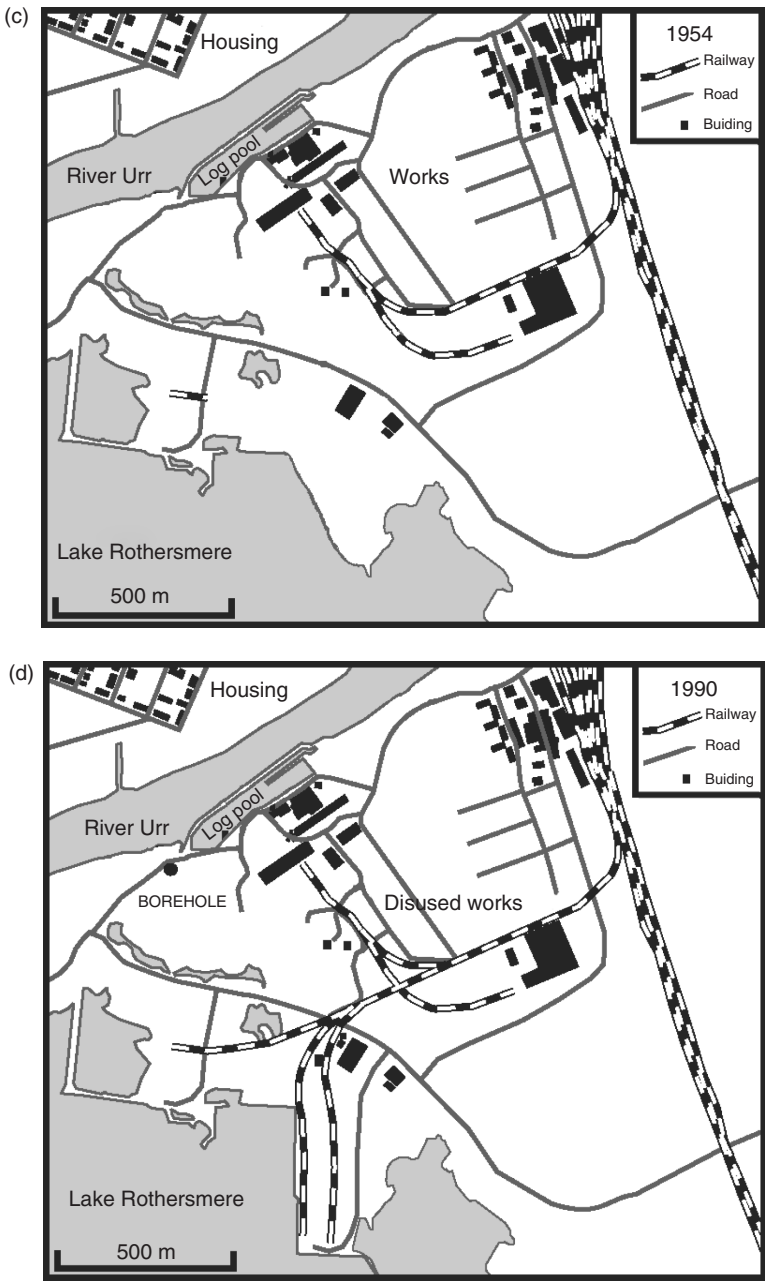 (c)
Housing
1954
Railway
Road
Buiding
River Urr
Log pool
Works
Lake Rothersmere
500 m
(d)
Housing
1990
Railway
Road
Buiding
River Urr
Log pool
BOREHOLE
Disused works
Lake Rothersmere
500 m